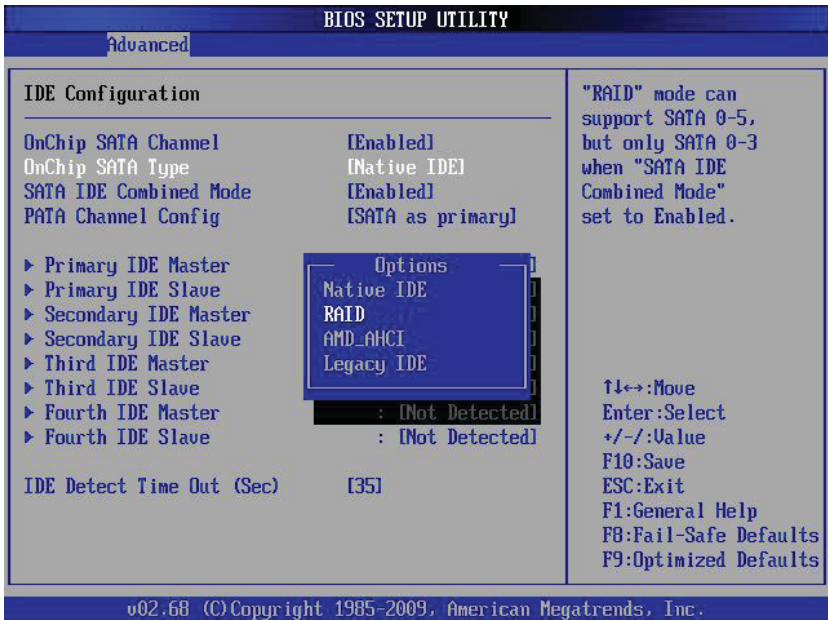 BIOS SETUP UTILITY
Advanced
IDE Configuration
OnChip SATA Channel [Enabled]
OnChip SATA Type [Native IDE]
SATA IDE Combined Mode [Enabled]
PATA Channel Config [SATA as primary]
▶ Primary IDE Master
▶ Primary IDE Slave
▶ Secondary IDE Master
▶ Secondary IDE Slave
▶ Third IDE Master
▶ Third IDE Slave
▶ Fourth IDE Master : [Not Detected]
▶ Fourth IDE Slave : [Not Detected]
IDE Detect Time Out (Sec) [35]
Options
Native IDE
RAID
AMD_AHCI
Legacy IDE
"RAID" mode can
support SATA 0-5,
but only SATA 0-3
when "SATA IDE
Combined Mode"
set to Enabled.
↑↓←→:Move
Enter:Select
+/-/:Value
F10:Save
ESC:Exit
F1:General Help
F8:Fail-Safe Defaults
F9:Optimized Defaults
v02.68 (C)Copyright 1985-2009, American Megatrends, Inc.